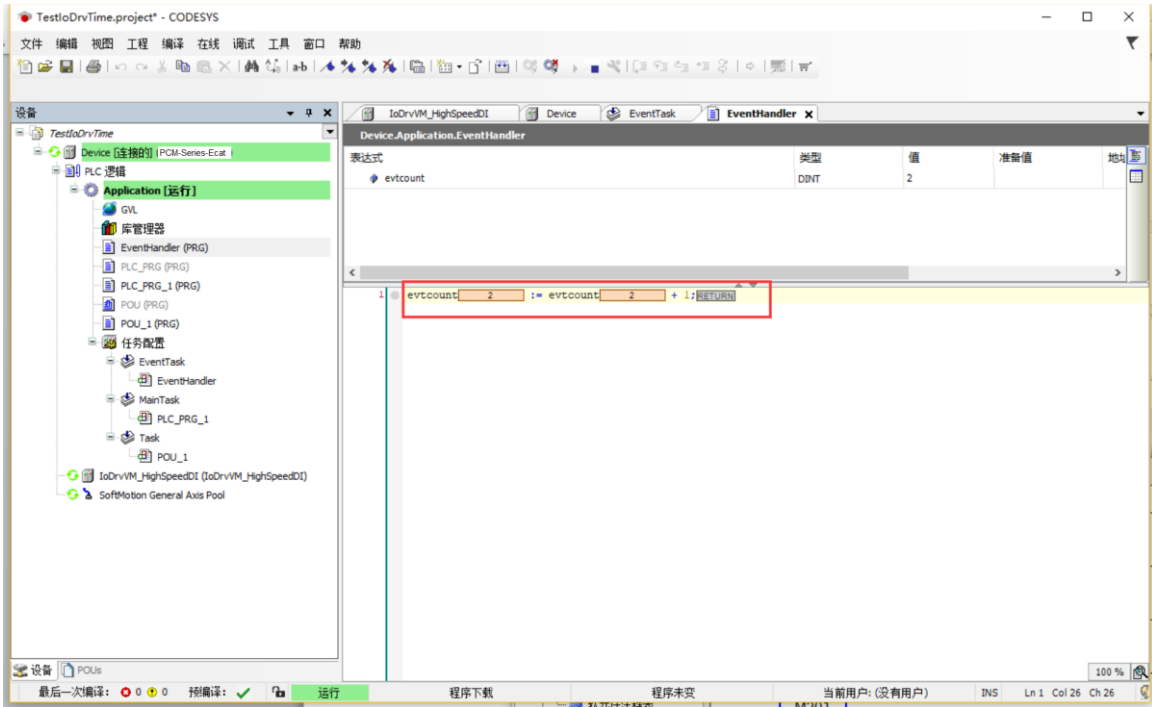 TestIoDrvTime.project* - CODESYS
文件 编辑 视图 工程 编译 在线 调试 工具 窗口 帮助
设备
IoDrvVM_HighSpeedDI Device EventTask EventHandler
TestIoDrvTime
Device.Application.EventHandler
Device [连接的] (PCM-Series-Ecat )
表达式 类型 值 准备值 地址
PLC 逻辑
evtcount DINT 2
Application [运行]
GVL
库管理器
EventHandler (PRG)
PLC_PRG (PRG)
PLC_PRG_1 (PRG)
1 evtcount 2 := evtcount 2 + 1;RETURN
POU (PRG)
POU_1 (PRG)
任务配置
EventTask
EventHandler
MainTask
PLC_PRG_1
Task
POU_1
IoDrvVM_HighSpeedDI (IoDrvVM_HighSpeedDI)
SoftMotion General Axis Pool
设备 POUs
100 %
最后一次编译: 0 0 预编译: 运行 程序下载 程序未变 当前用户: (没有用户) INS Ln 1 Col 26 Ch 26